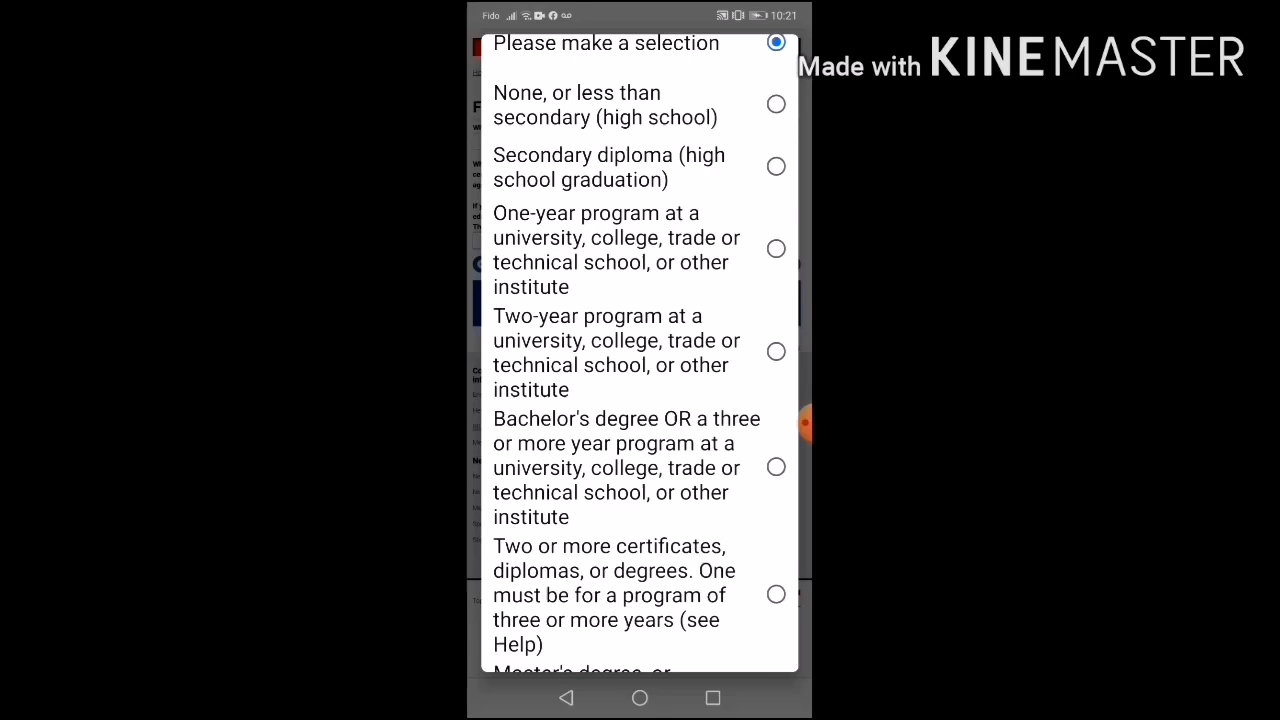 Fido
10:21
Made with KINEMASTER
Please make a selection
None, or less than
secondary (high school)
Secondary diploma (high
school graduation)
One-year program at a
university, college, trade or
technical school, or other
institute
Two-year program at a
university, college, trade or
technical school, or other
institute
Bachelor's degree OR a three
or more year program at a
university, college, trade or
technical school, or other
institute
Two or more certificates,
diplomas, or degrees. One
must be for a program of
three or more years (see
Help)
Master's degree, or